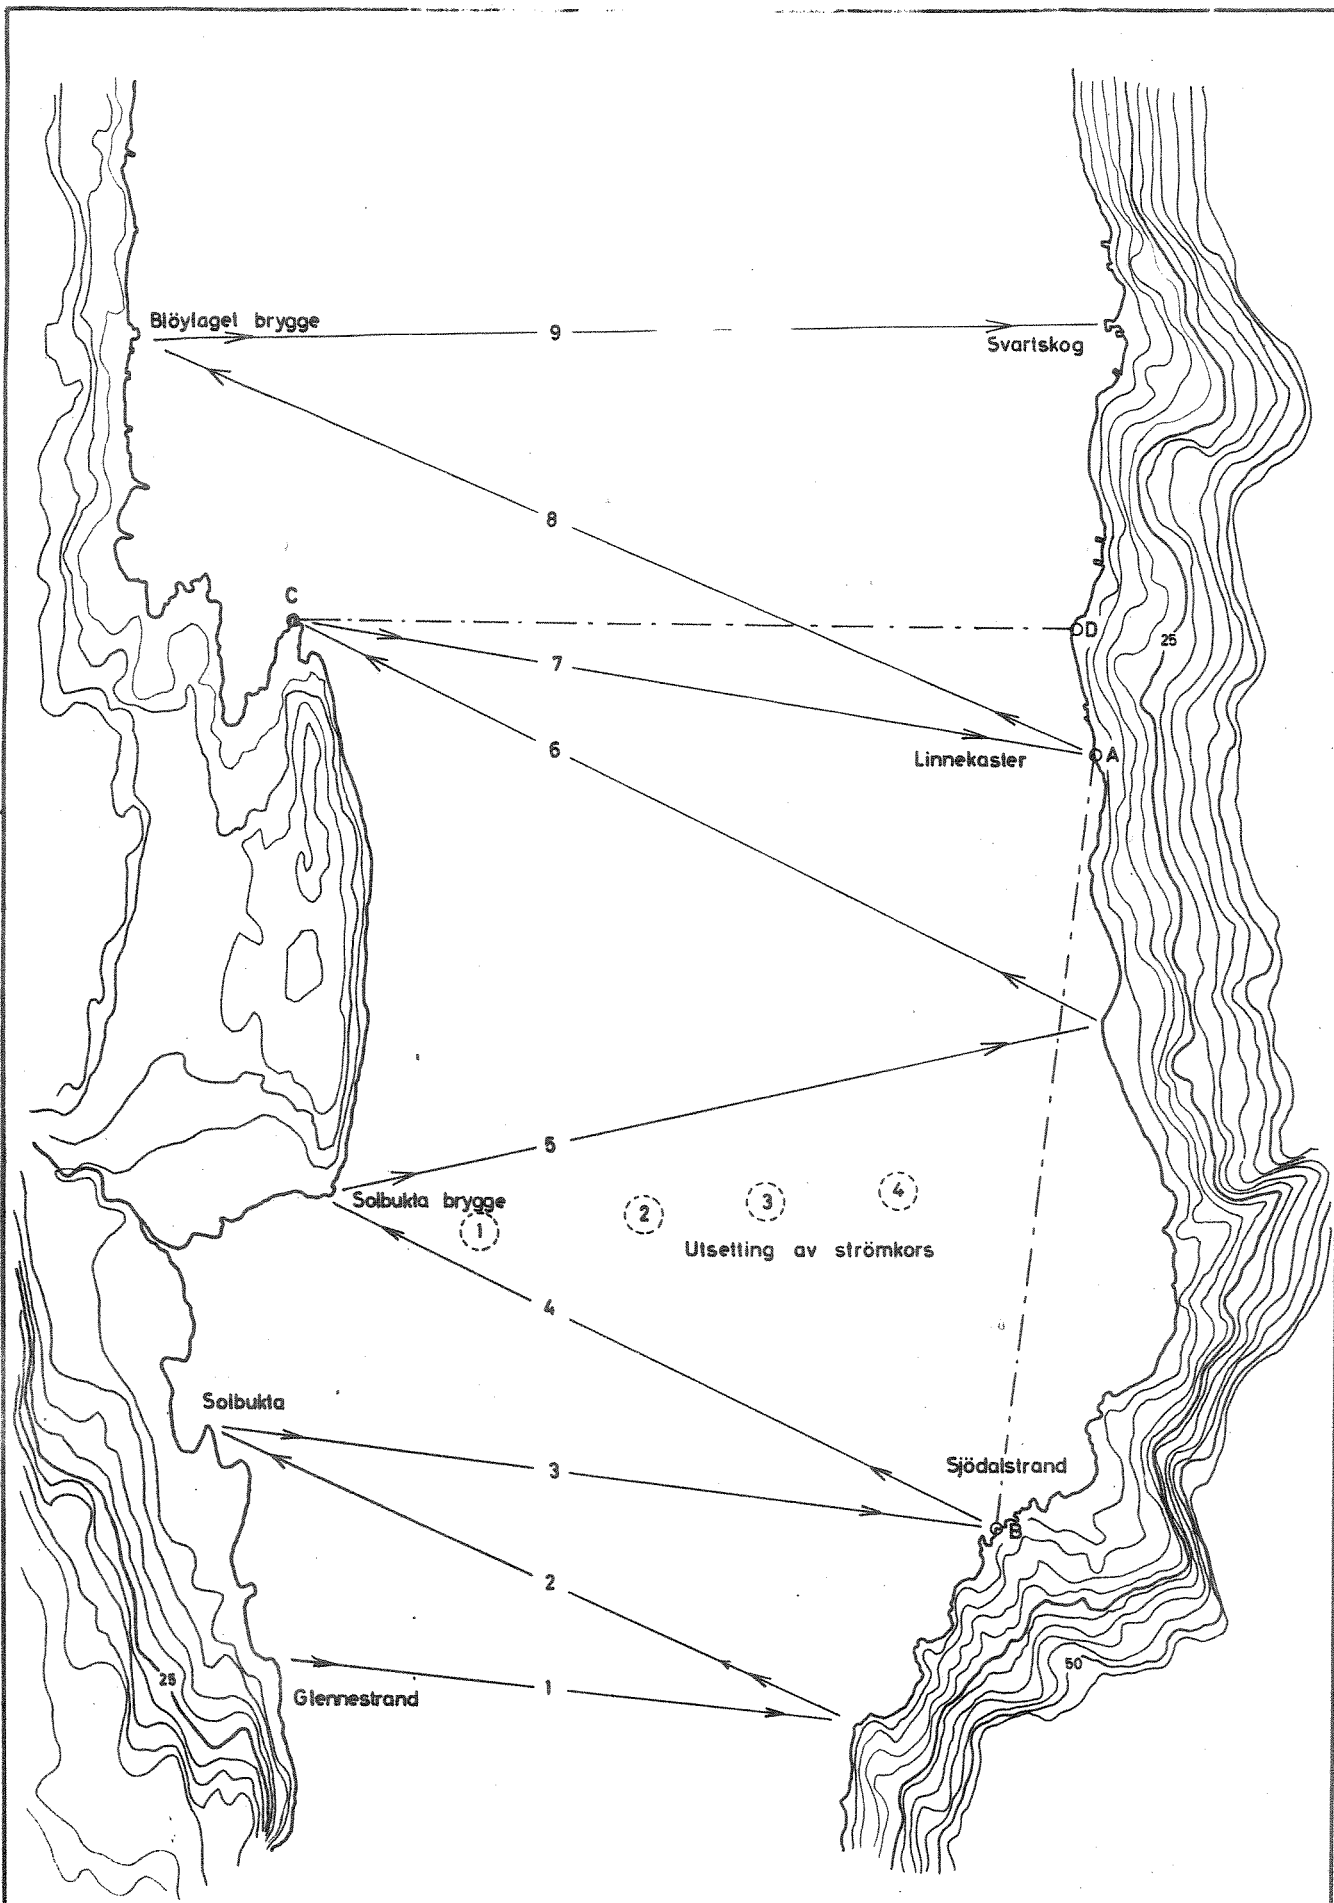 Blöylaget brygge
9
Svartskog
8
C
D
25
7
6
Linnekaster
A
5
Solbukta brygge
1
2
3
4
Utsetting av strömkors
4
Solbukta
3
Sjödalstrand
B
2
50
25
Glennestrand
1